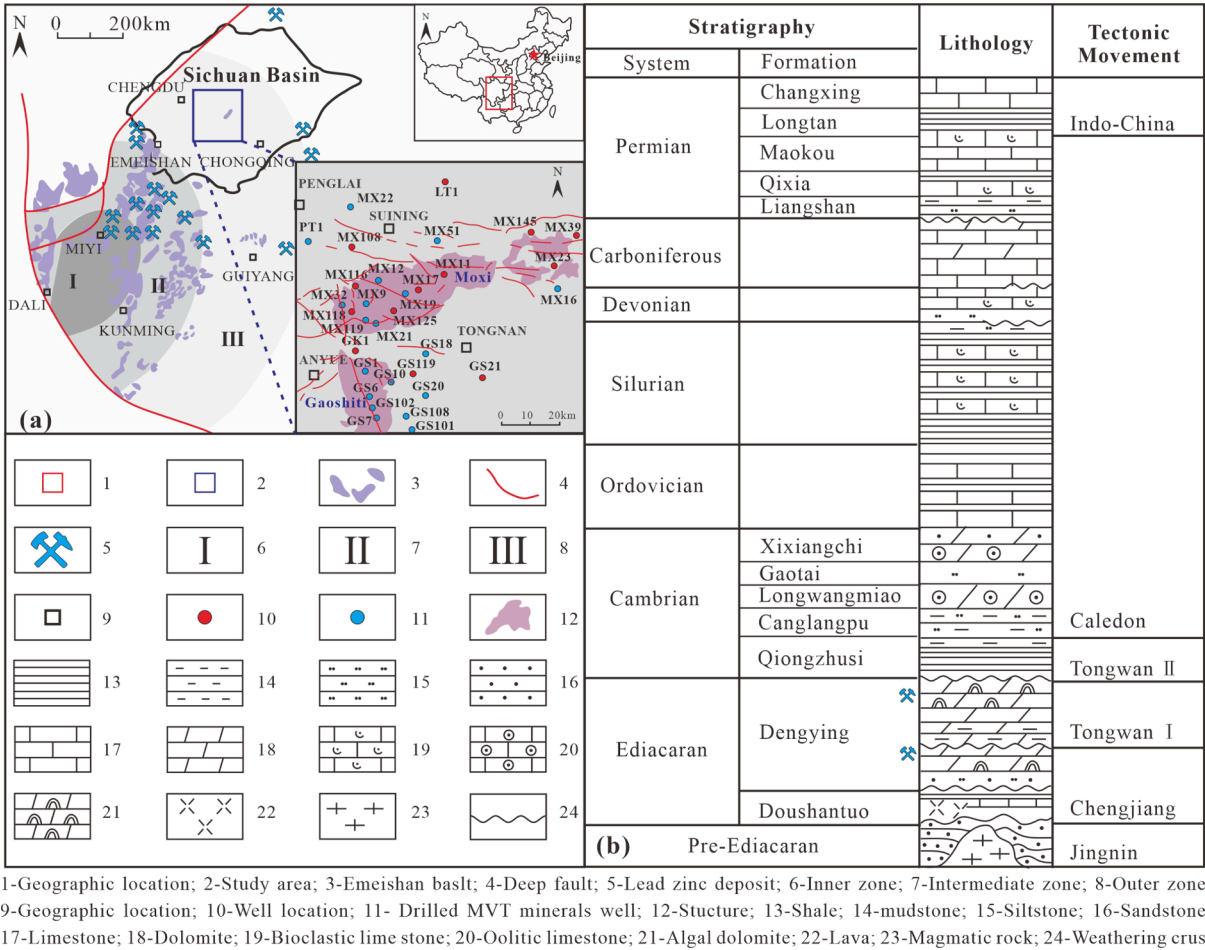 N
0 200km
Sichuan Basin
CHENGDU
EMEISHAN
CHONGQING
MIYI
DALI
KUNMING
GUIYANG
I
II
III
(a)
N
Beijing
N
PENGLAI
LT1
MX22
SUINING
PT1
MX108
MX51
MX145
MX39
MX23
MX16
MX116
MX12
MX11
MX17
Moxi
MX32
MX9
MX19
MX118
MX125
MX119
MX21
GK1
GS18
TONGNAN
ANYUE
GS1
GS119
GS21
GS10
GS6
GS20
Gaoshiti
GS102
GS108
GS7
GS101
0 10 20km
1
2
3
4
5
I 6
II 7
III 8
9
10
11
12
13
14
15
16
17
18
19
20
21
22
23
24
Stratigraphy
Lithology
Tectonic
Movement
System
Formation
Permian
Changxing
Longtan
Indo-China
Maokou
Qixia
Liangshan
Carboniferous
Devonian
Silurian
Ordovician
Cambrian
Xixiangchi
Gaotai
Longwangmiao
Canglangpu
Caledon
Qiongzhusi
Tongwan II
Ediacaran
Dengying
Tongwan I
Doushantuo
Chengjiang
(b)
Pre-Ediacaran
Jingnin
1-Geographic location; 2-Study area; 3-Emeishan baslt; 4-Deep fault; 5-Lead zinc deposit; 6-Inner zone; 7-Intermediate zone; 8-Outer zone
9-Geographic location; 10-Well location; 11- Drilled MVT minerals well; 12-Stucture; 13-Shale; 14-mudstone; 15-Siltstone; 16-Sandstone
17-Limestone; 18-Dolomite; 19-Bioclastic lime stone; 20-Oolitic limestone; 21-Algal dolomite; 22-Lava; 23-Magmatic rock; 24-Weathering crus